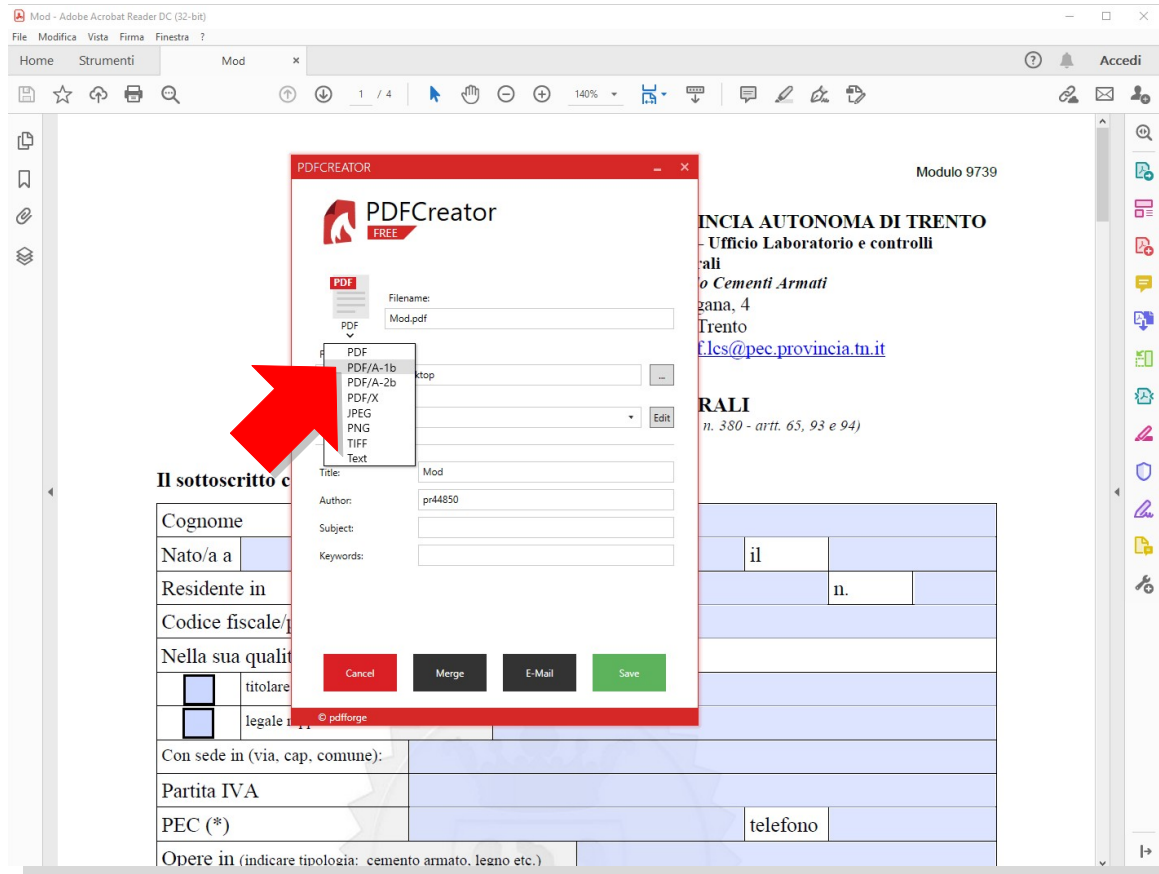 Mod - Adobe Acrobat Reader DC (32-bit)
File Modifica Vista Firma Finestra ?
Home Strumenti Mod × Accedi
1 / 4 140%
Modulo 9739
PDFCREATOR
PDFCreator
FREE
INCIA AUTONOMA DI TRENTO
– Ufficio Laboratorio e controlli
rali
o Cementi Armati
gana, 4
Trento
f.lcs@pec.provincia.tn.it
PDF
PDF
Filename:
Mod.pdf
PDF
PDF/A-1b
PDF/A-2b
PDF/X
JPEG
PNG
TIFF
Text
ktop
...
Edit
RALI
n. 380 - artt. 65, 93 e 94)
Title: Mod
Author: pr44850
Subject:
Keywords:
Cancel Merge E-Mail Save
© pdfforge
Il sottoscritto c
Cognome
Nato/a a il
Residente in n.
Codice fiscale/p
Nella sua qualit
titolare
legale r
Con sede in (via, cap, comune):
Partita IVA
PEC (*) telefono
Opere in (indicare tipologia: cemento armato, legno etc.)